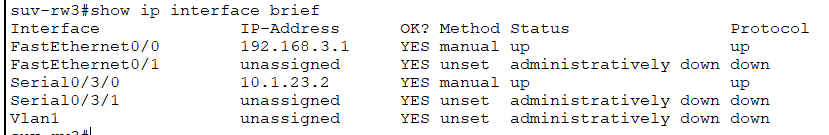 suv-rw3#show ip interface brief
Interface IP-Address OK? Method Status Protocol
FastEthernet0/0 192.168.3.1 YES manual up up
FastEthernet0/1 unassigned YES unset administratively down down
Serial0/3/0 10.1.23.2 YES manual up up
Serial0/3/1 unassigned YES unset administratively down down
Vlan1 unassigned YES unset administratively down down
suv-rw3#